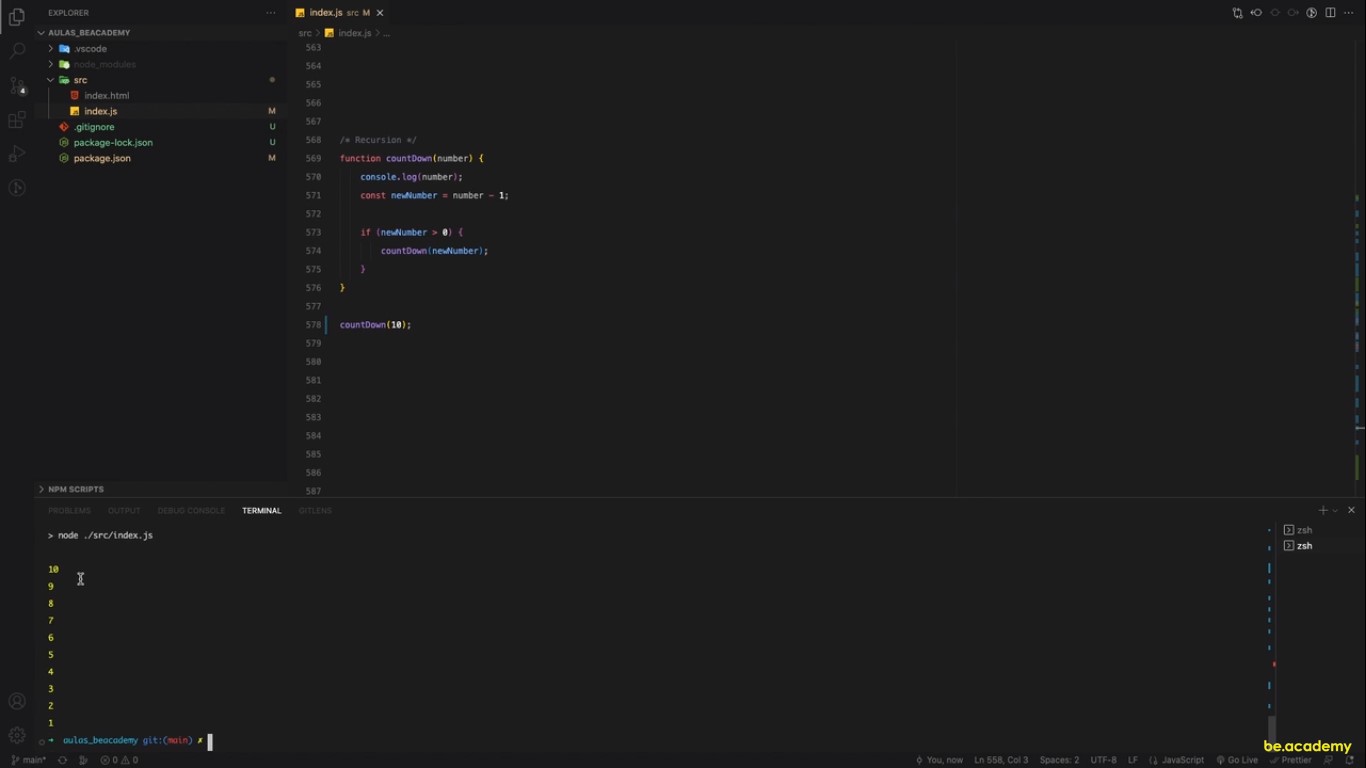 EXPLORER
AULAS_BEACADEMY
.vscode
node_modules
src
index.html
index.js M
.gitignore U
package-lock.json U
package.json M
NPM SCRIPTS
4
index.js src M
src > index.js > ...
563
564
565
566
567
568 /* Recursion */
569 function countDown(number) {
570 console.log(number);
571 const newNumber = number - 1;
572
573 if (newNumber > 0) {
574 countDown(newNumber);
575 }
576 }
577
578 countDown(10);
579
580
581
582
583
584
585
586
587
PROBLEMS OUTPUT DEBUG CONSOLE TERMINAL GITLENS
> node ./src/index.js
10
9
8
7
6
5
4
3
2
1
aulas_beacademy git:(main) ✗
zsh
zsh
be.academy
main* 0 0 You, now Ln 558, Col 3 Spaces: 2 UTF-8 LF JavaScript Go Live Prettier